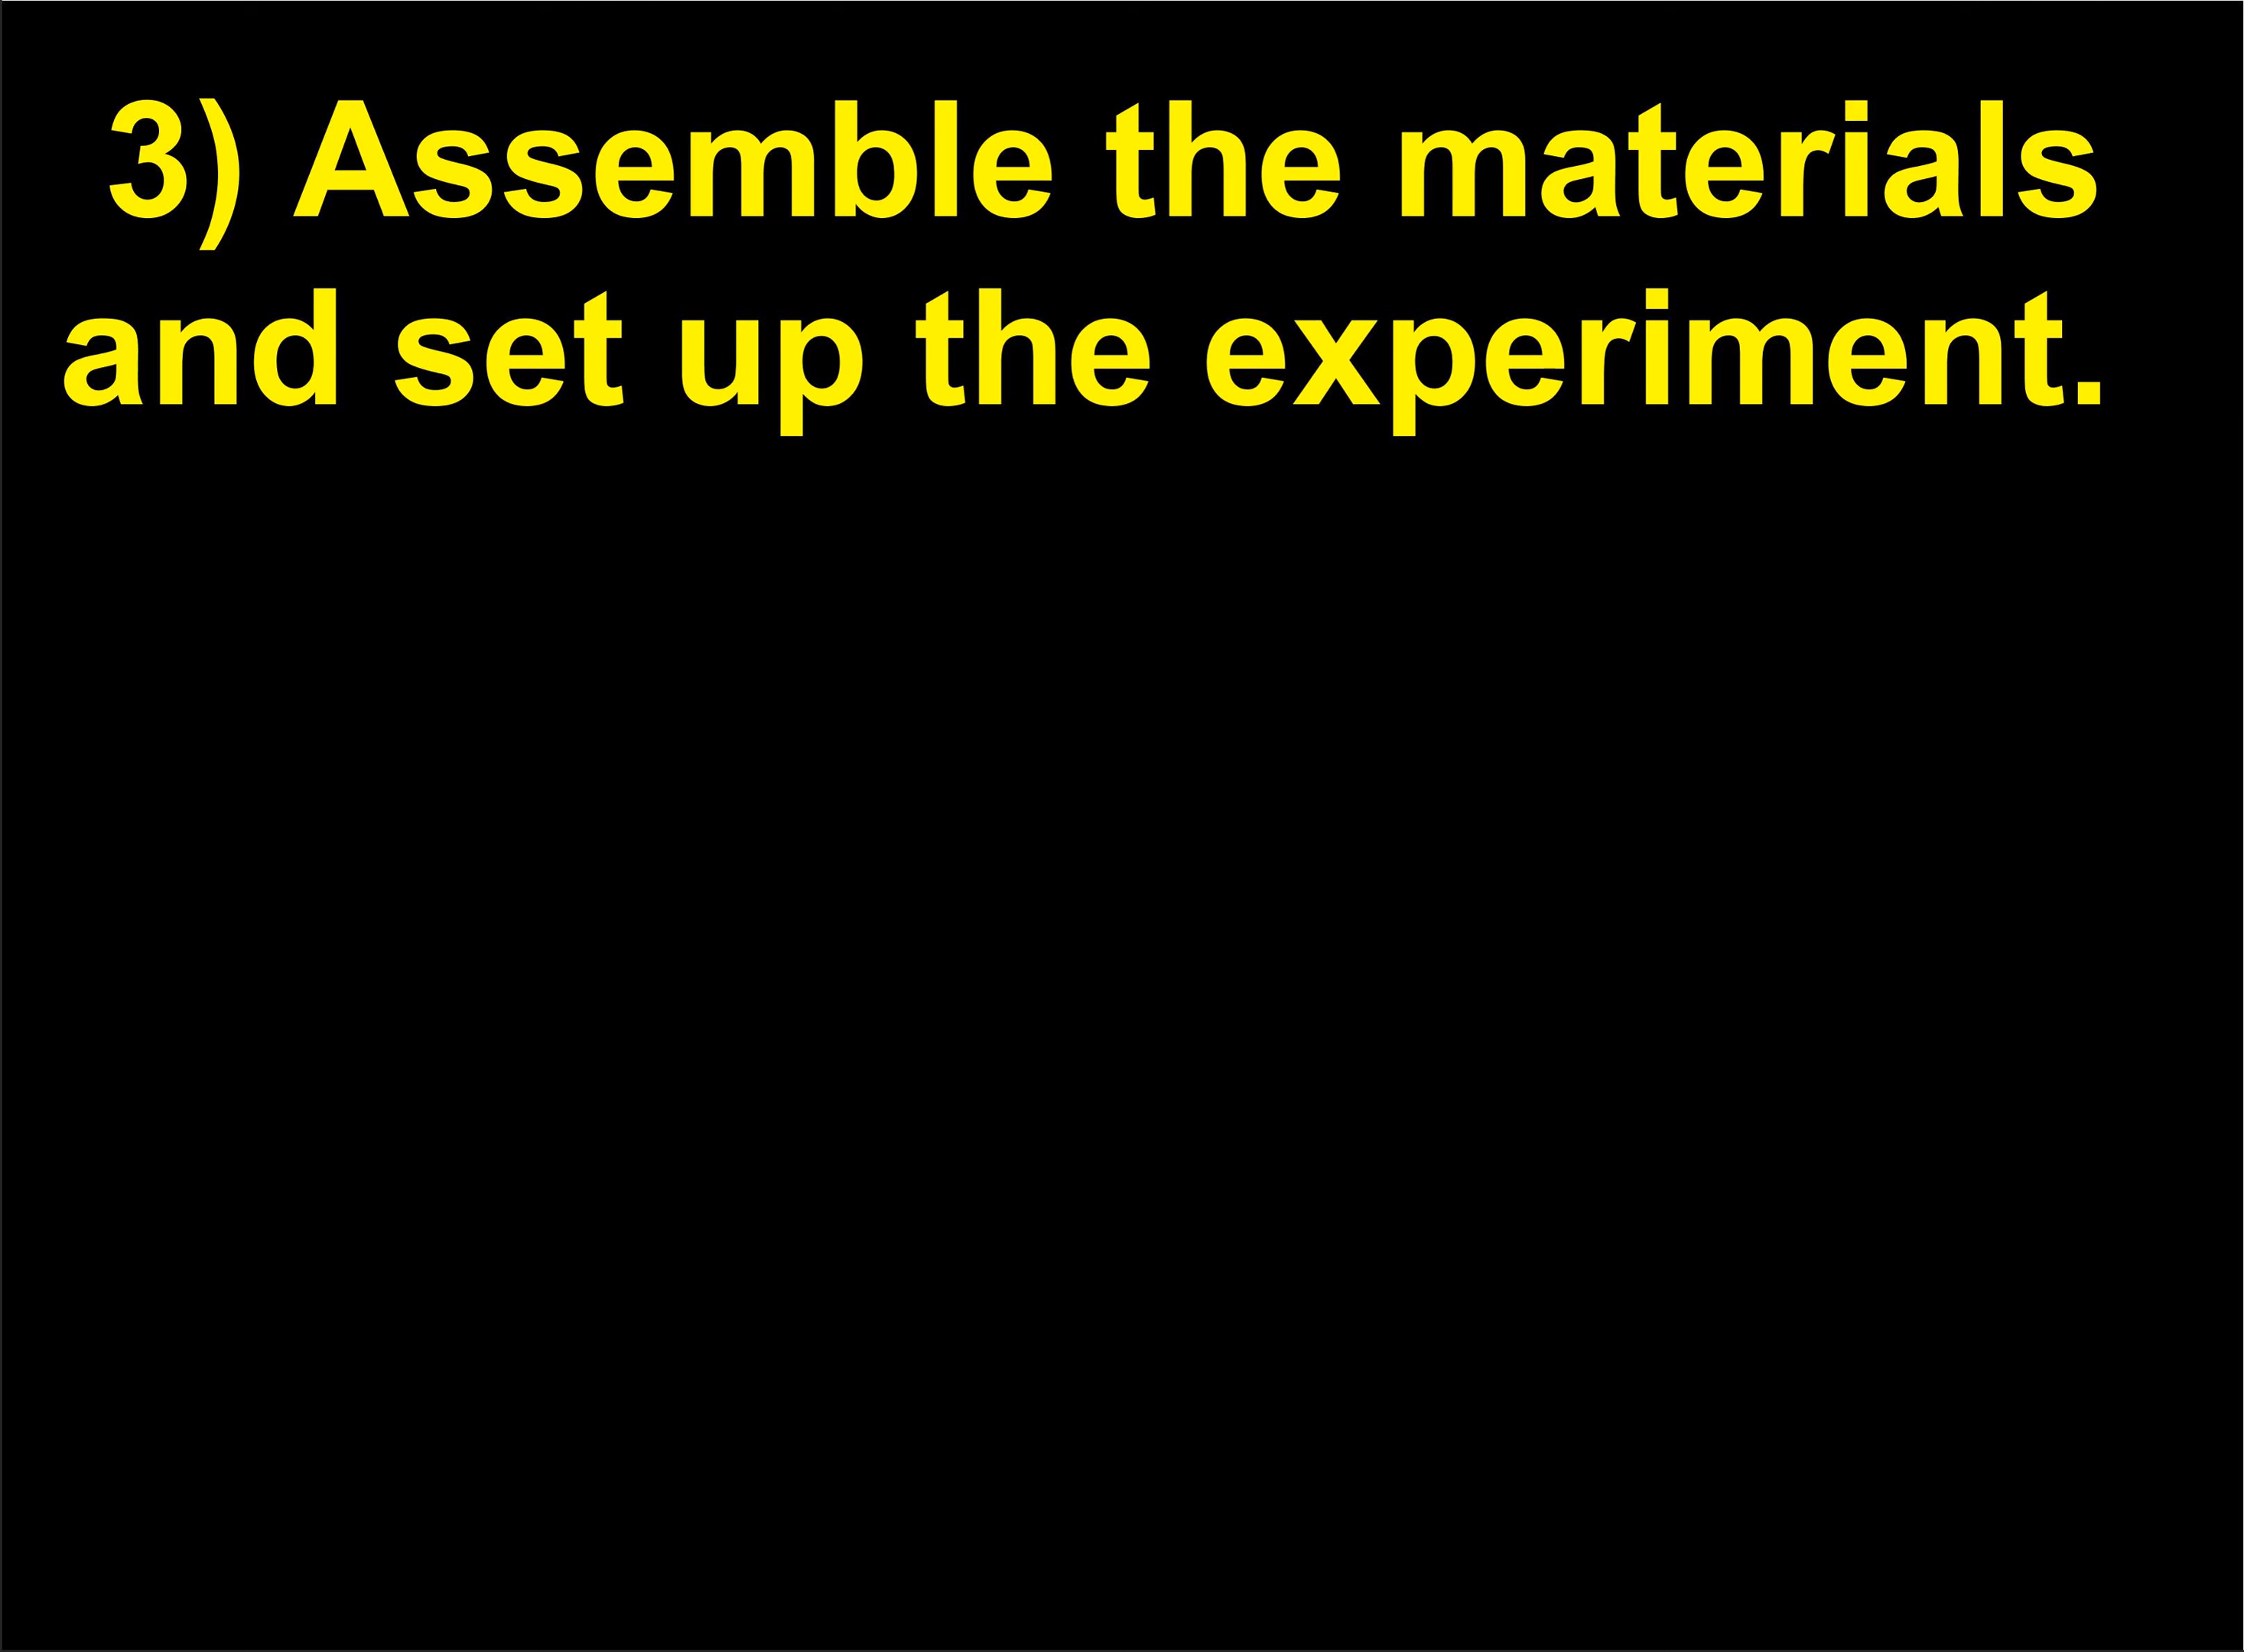 3) Assemble the materials
and set up the experiment.